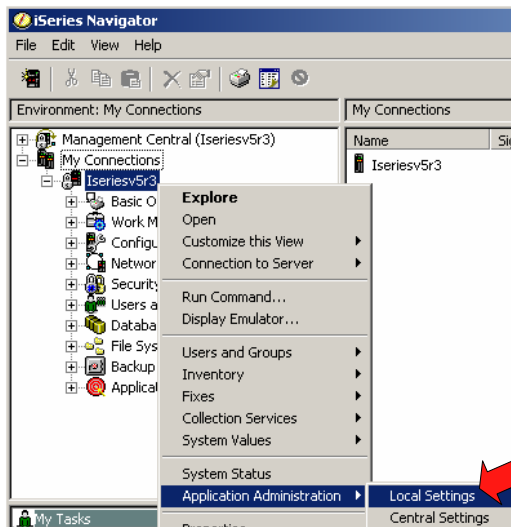 iSeries Navigator
File Edit View Help
Environment: My Connections
My Connections
Management Central (Iseriesv5r3)
My Connections
Iseriesv5r3
Basic O
Work M
Configu
Networ
Security
Users a
Databa
File Sys
Backup
Applicat
Name Si
Iseriesv5r3
Explore
Open
Customize this View
Connection to Server
Run Command...
Display Emulator...
Users and Groups
Inventory
Fixes
Collection Services
System Values
System Status
Application Administration
Properties
Local Settings
Central Settings
My Tasks